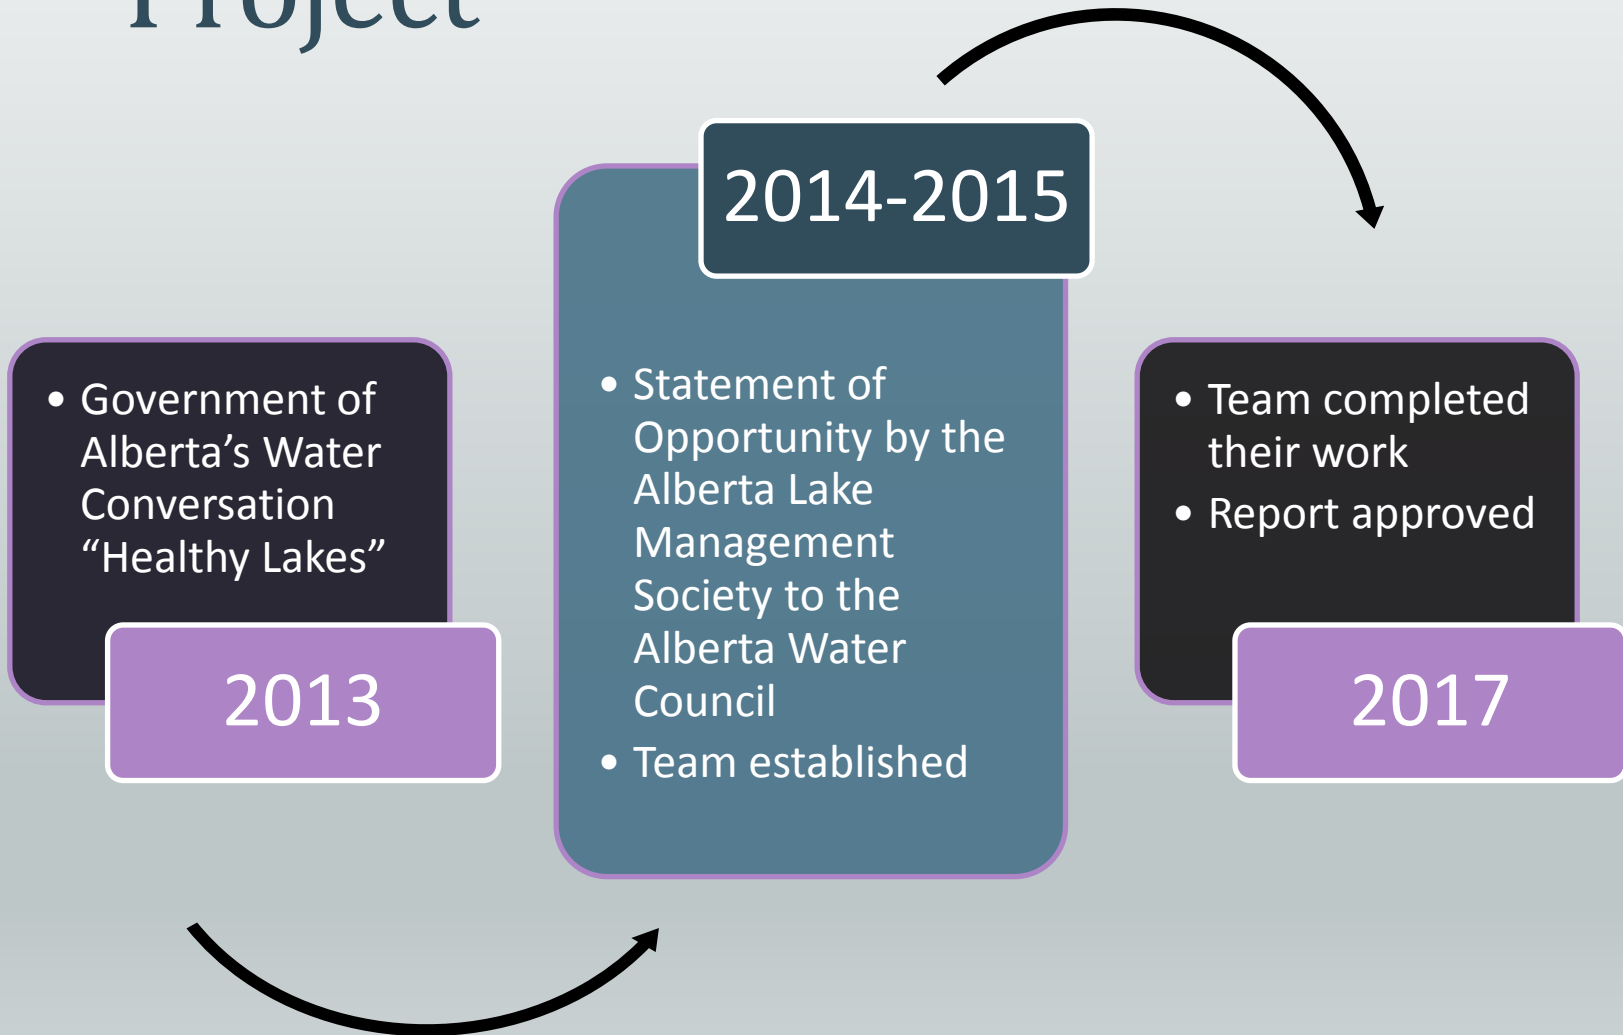 Project
• Government of
Alberta’s Water
Conversation
“Healthy Lakes”
2013
2014-2015
• Statement of
Opportunity by the
Alberta Lake
Management
Society to the
Alberta Water
Council
• Team established
• Team completed
their work
• Report approved
2017